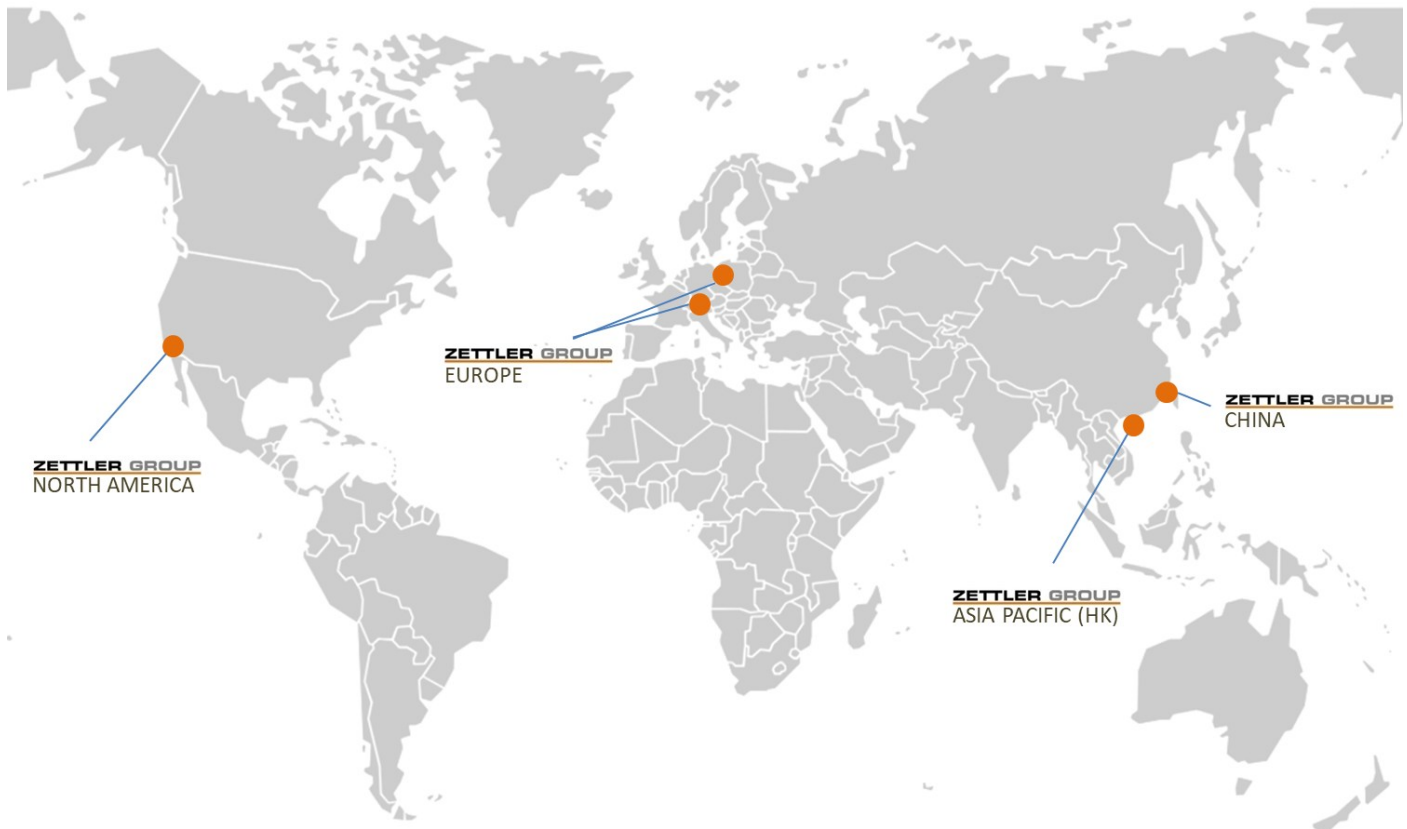 ZETTLER GROUP
EUROPE
ZETTLER GROUP
CHINA
ZETTLER GROUP
NORTH AMERICA
ZETTLER GROUP
ASIA PACIFIC (HK)